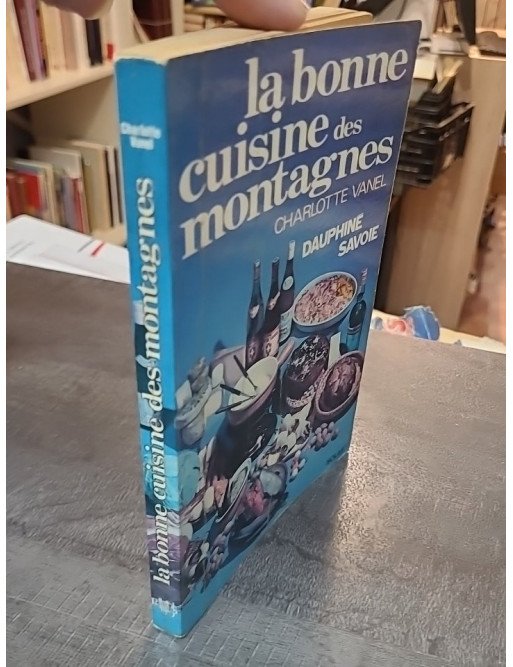 la bonne
cuisine des
montagnes
CHARLOTTE VANEL
DAUPHINE
SAVOIE
Charlotte
Vanel
la bonne cuisine des montagnes